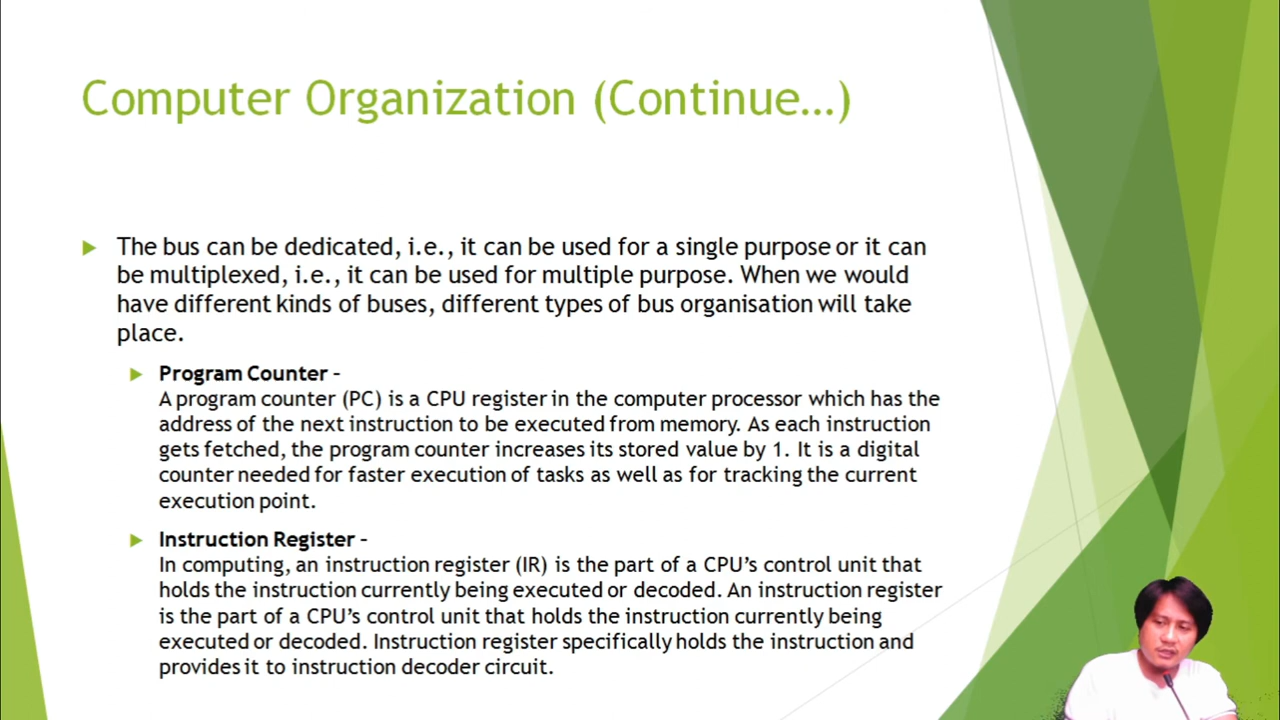 Computer Organization (Continue…)
The bus can be dedicated, i.e., it can be used for a single purpose or it can
be multiplexed, i.e., it can be used for multiple purpose. When we would
have different kinds of buses, different types of bus organisation will take
place.
Program Counter –
A program counter (PC) is a CPU register in the computer processor which has the
address of the next instruction to be executed from memory. As each instruction
gets fetched, the program counter increases its stored value by 1. It is a digital
counter needed for faster execution of tasks as well as for tracking the current
execution point.
Instruction Register –
In computing, an instruction register (IR) is the part of a CPU’s control unit that
holds the instruction currently being executed or decoded. An instruction register
is the part of a CPU’s control unit that holds the instruction currently being
executed or decoded. Instruction register specifically holds the instruction and
provides it to instruction decoder circuit.